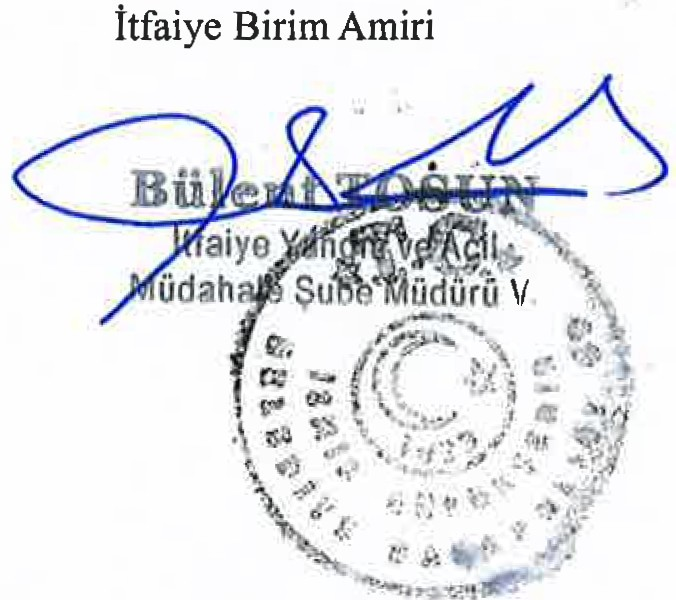 İtfaiye Birim Amiri
Bülent TOSUN
İtfaiye Yangın ve Acil
Müdahale Şube Müdürü V.
T.C.